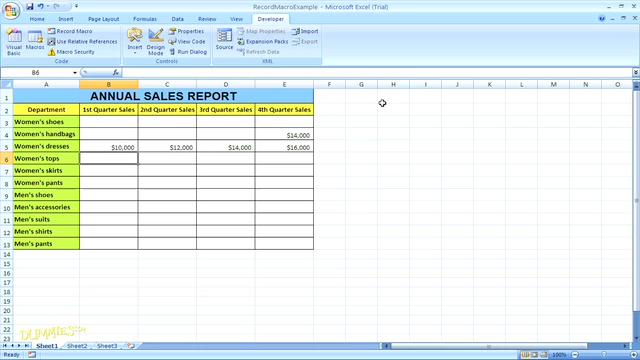 RecordMacroExample - Microsoft Excel (Trial)
Home Insert Page Layout Formulas Data Review View Developer
Visual Basic Macros Record Macro Use Relative References Macro Security
Code
Insert Design Mode Properties View Code Run Dialog
Controls
Source Map Properties Expansion Packs Refresh Data Import Export
XML
B6 fx
A B C D E F G H I J K L M N O
1 ANNUAL SALES REPORT
2 Department 1st Quarter Sales 2nd Quarter Sales 3rd Quarter Sales 4th Quarter Sales
3 Women's shoes
4 Women's handbags $14,000
5 Women's dresses $10,000 $12,000 $14,000 $16,000
6 Women's tops
7 Women's skirts
8 Women's pants
9 Men's shoes
10 Men's accessories
11 Men's suits
12 Men's shirts
13 Men's pants
14
15
16
17
18
19
20
21
22
23
DUMMIES
Sheet1 Sheet2 Sheet3
Ready 100%